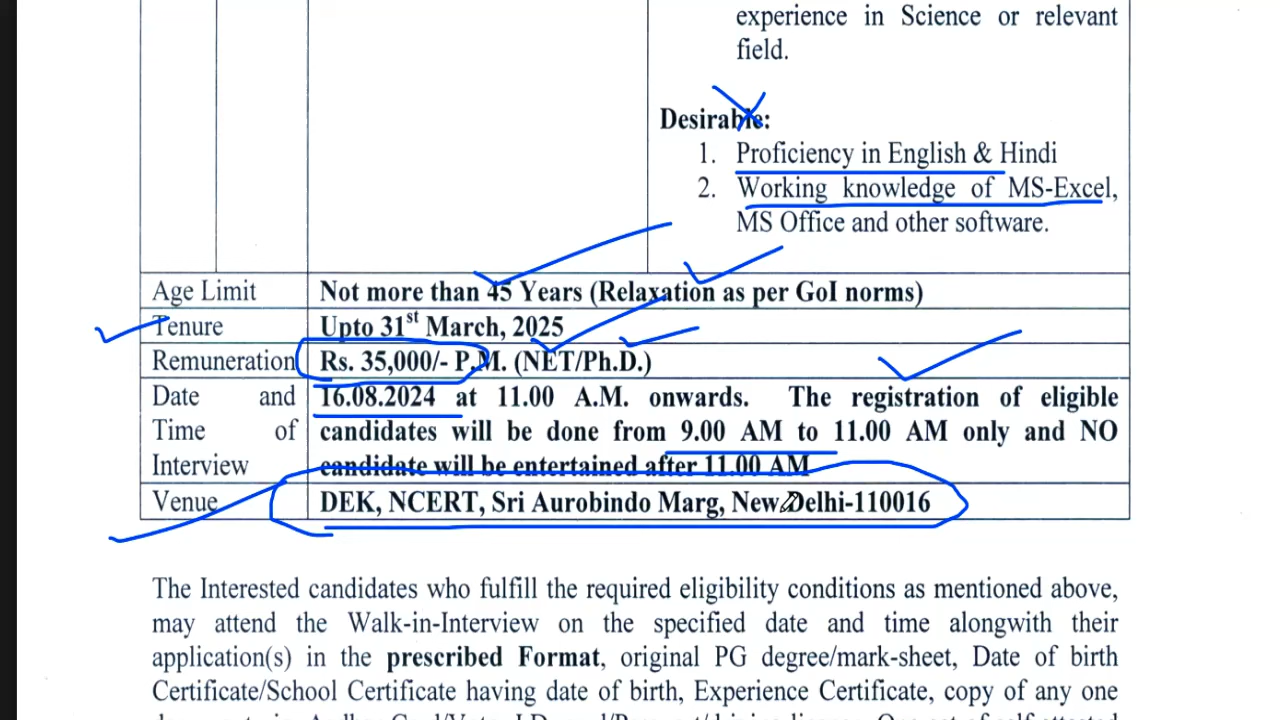 experience in Science or relevant
field.
Desirable:
1. Proficiency in English & Hindi
2. Working knowledge of MS-Excel,
MS Office and other software.
Age Limit Not more than 45 Years (Relaxation as per GoI norms)
Tenure Upto 31st March, 2025
Remuneration Rs. 35,000/- P.M. (NET/Ph.D.)
Date and 16.08.2024 at 11.00 A.M. onwards. The registration of eligible
Time of candidates will be done from 9.00 AM to 11.00 AM only and NO
Interview candidate will be entertained after 11.00 AM
Venue DEK, NCERT, Sri Aurobindo Marg, New Delhi-110016
The Interested candidates who fulfill the required eligibility conditions as mentioned above,
may attend the Walk-in-Interview on the specified date and time alongwith their
application(s) in the prescribed Format, original PG degree/mark-sheet, Date of birth
Certificate/School Certificate having date of birth, Experience Certificate, copy of any one